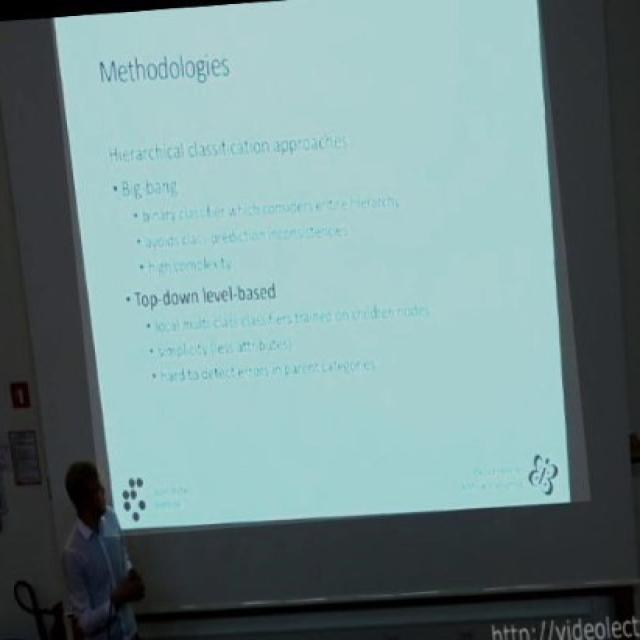 Methodologies
Hierarchical classification approaches
• Big-bang
• binary classifier which considers entire hierarchy
• avoids class prediction inconsistencies
• high complexity
• Top-down level-based
• local multi-class classifiers trained on children nodes
• simplicity (less attributes)
• hard to detect errors in parent categories
http://videolect